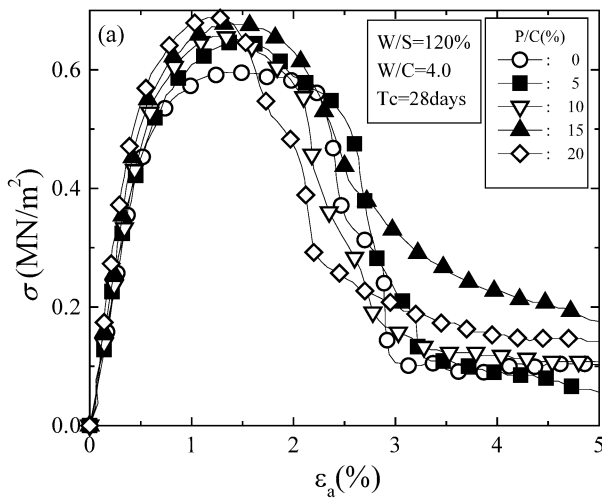 (a)
W/S=120%
W/C=4.0
Tc=28days
P/C(%)
: 0
: 5
: 10
: 15
: 20
σ (MN/m²)
0.6
0.4
0.2
0.0
0 1 2 3 4 5
εa(%)